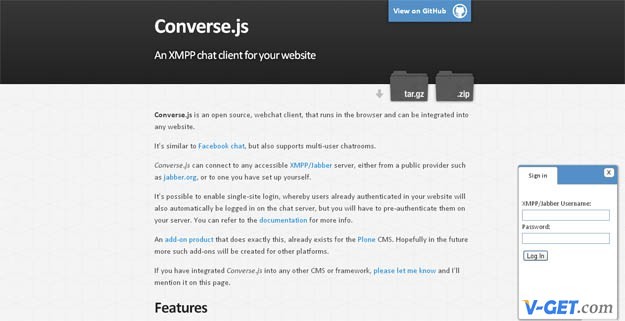 View on GitHub
Converse.js
An XMPP chat client for your website
tar.gz
.zip
Converse.js is an open source, webchat client, that runs in the browser and can be integrated into
any website.
It's similar to Facebook chat, but also supports multi-user chatrooms.
Converse.js can connect to any accessible XMPP/Jabber server, either from a public provider such
as jabber.org, or to one you have set up yourself.
It's possible to enable single-site login, whereby users already authenticated in your website will
also automatically be logged in on the chat server, but you will have to pre-authenticate them on
your server. You can refer to the documentation for more info.
An add-on product that does exactly this, already exists for the Plone CMS. Hopefully in the future
more such add-ons will be created for other platforms.
If you have integrated Converse.js into any other CMS or framework, please let me know and I'll
mention it on this page.
Features
Sign in
X
XMPP/Jabber Username:
Password:
Log In
V-GET.com